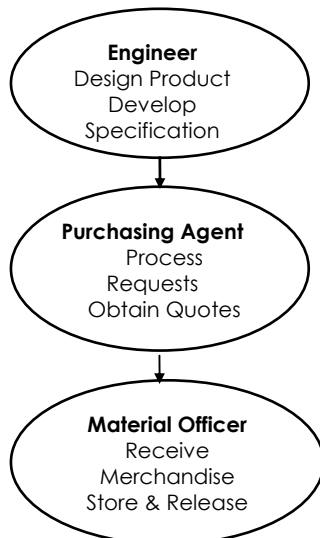 Engineer
Design Product
Develop
Specification
Purchasing Agent
Process
Requests
Obtain Quotes
Material Officer
Receive
Merchandise
Store & Release